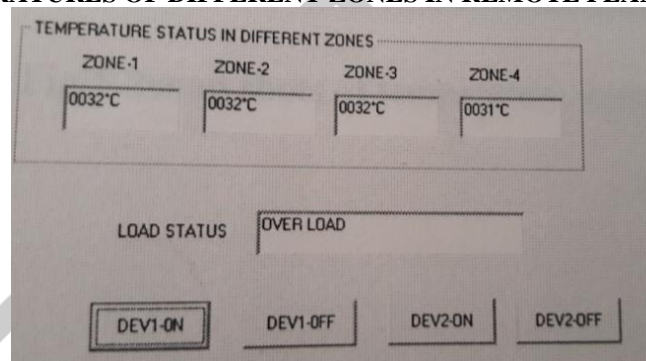 TEMPERATURE STATUS IN DIFFERENT ZONES
ZONE-1 ZONE-2 ZONE-3 ZONE-4
0032°C 0032°C 0032°C 0031°C
LOAD STATUS OVER LOAD
DEV1-ON DEV1-OFF DEV2-ON DEV2-OFF